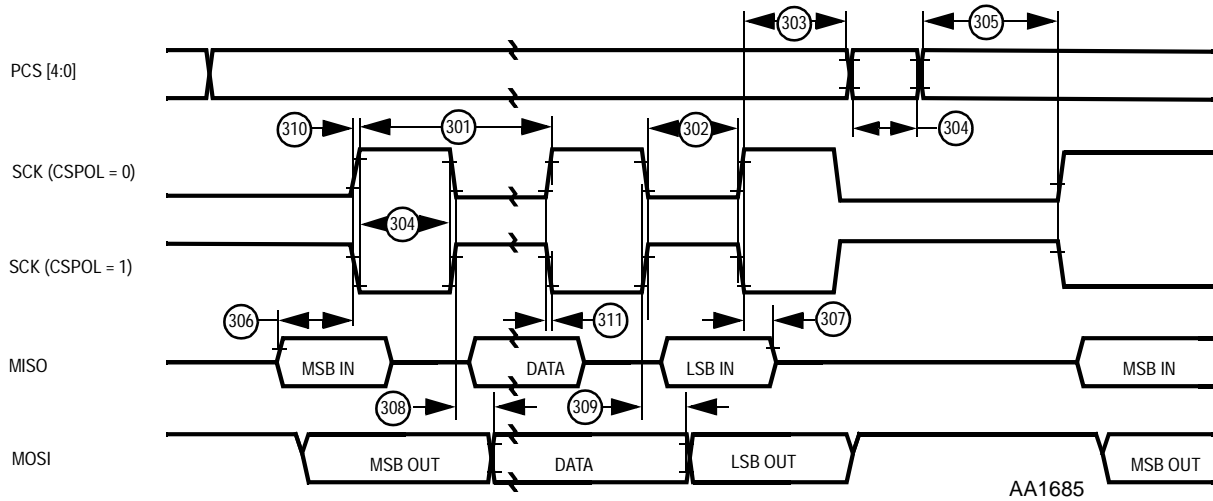 303
305
PCS [4:0]
310
301
302
304
SCK (CSPOL = 0)
304
SCK (CSPOL = 1)
306
311
307
MISO
MSB IN
DATA
LSB IN
MSB IN
308
309
MOSI
MSB OUT
DATA
LSB OUT
MSB OUT
AA1685